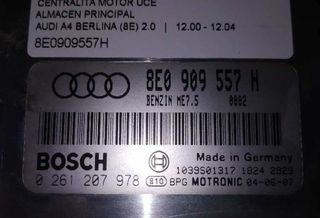 CENTRALITA MOTOR UCE
ALMACEN PRINCIPAL
AUDI A4 BERLINA (8E) 2.0 | 12.00 - 12.04
8E0909557H
8E0 909 557 H
BENZIN ME7.5 0002
BOSCH Made in Germany
1039S01317 1824 2829
0 261 207 978 810 BPG MOTRONIC 04-06-07